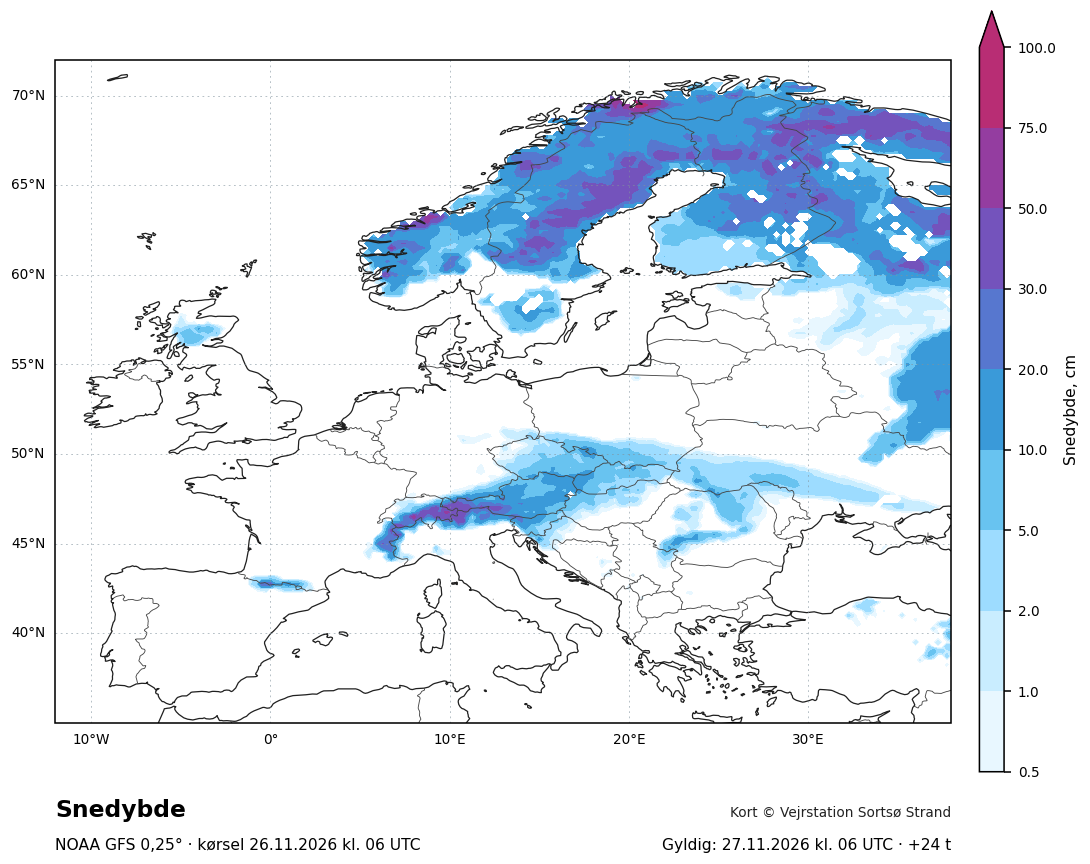 70°N
65°N
60°N
55°N
50°N
45°N
40°N
10°W 0° 10°E 20°E 30°E
100.0
75.0
50.0
30.0
20.0
10.0
5.0
2.0
1.0
0.5
Snedybde, cm
Snedybde
Kort © Vejrstation Sortsø Strand
NOAA GFS 0,25° · kørsel 26.11.2026 kl. 06 UTC
Gyldig: 27.11.2026 kl. 06 UTC · +24 t